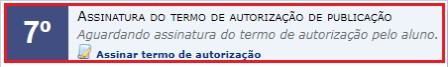 7º
Assinatura do termo de autorização de publicação
Aguardando assinatura do termo de autorização pelo aluno.
Assinar termo de autorização